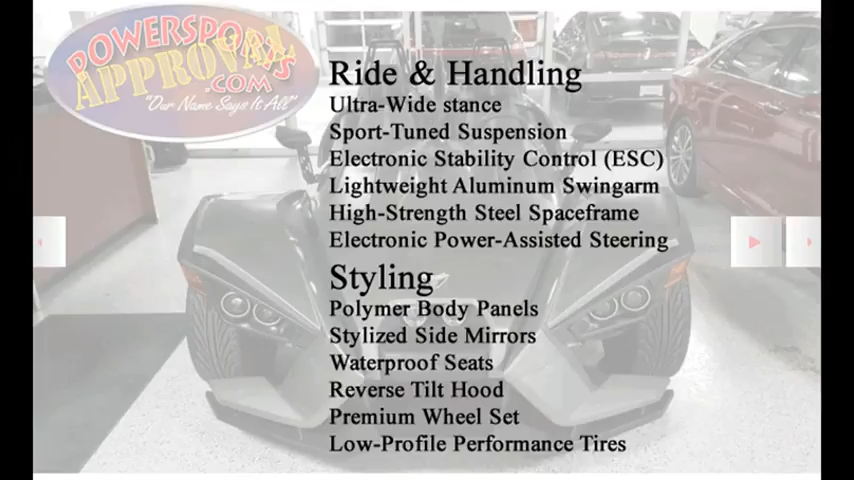 POWERSPORTS
APPROVAL
.COM
"Our Name Says It All"
Ride & Handling
Ultra-Wide stance
Sport-Tuned Suspension
Electronic Stability Control (ESC)
Lightweight Aluminum Swingarm
High-Strength Steel Spaceframe
Electronic Power-Assisted Steering
Styling
Polymer Body Panels
Stylized Side Mirrors
Waterproof Seats
Reverse Tilt Hood
Premium Wheel Set
Low-Profile Performance Tires